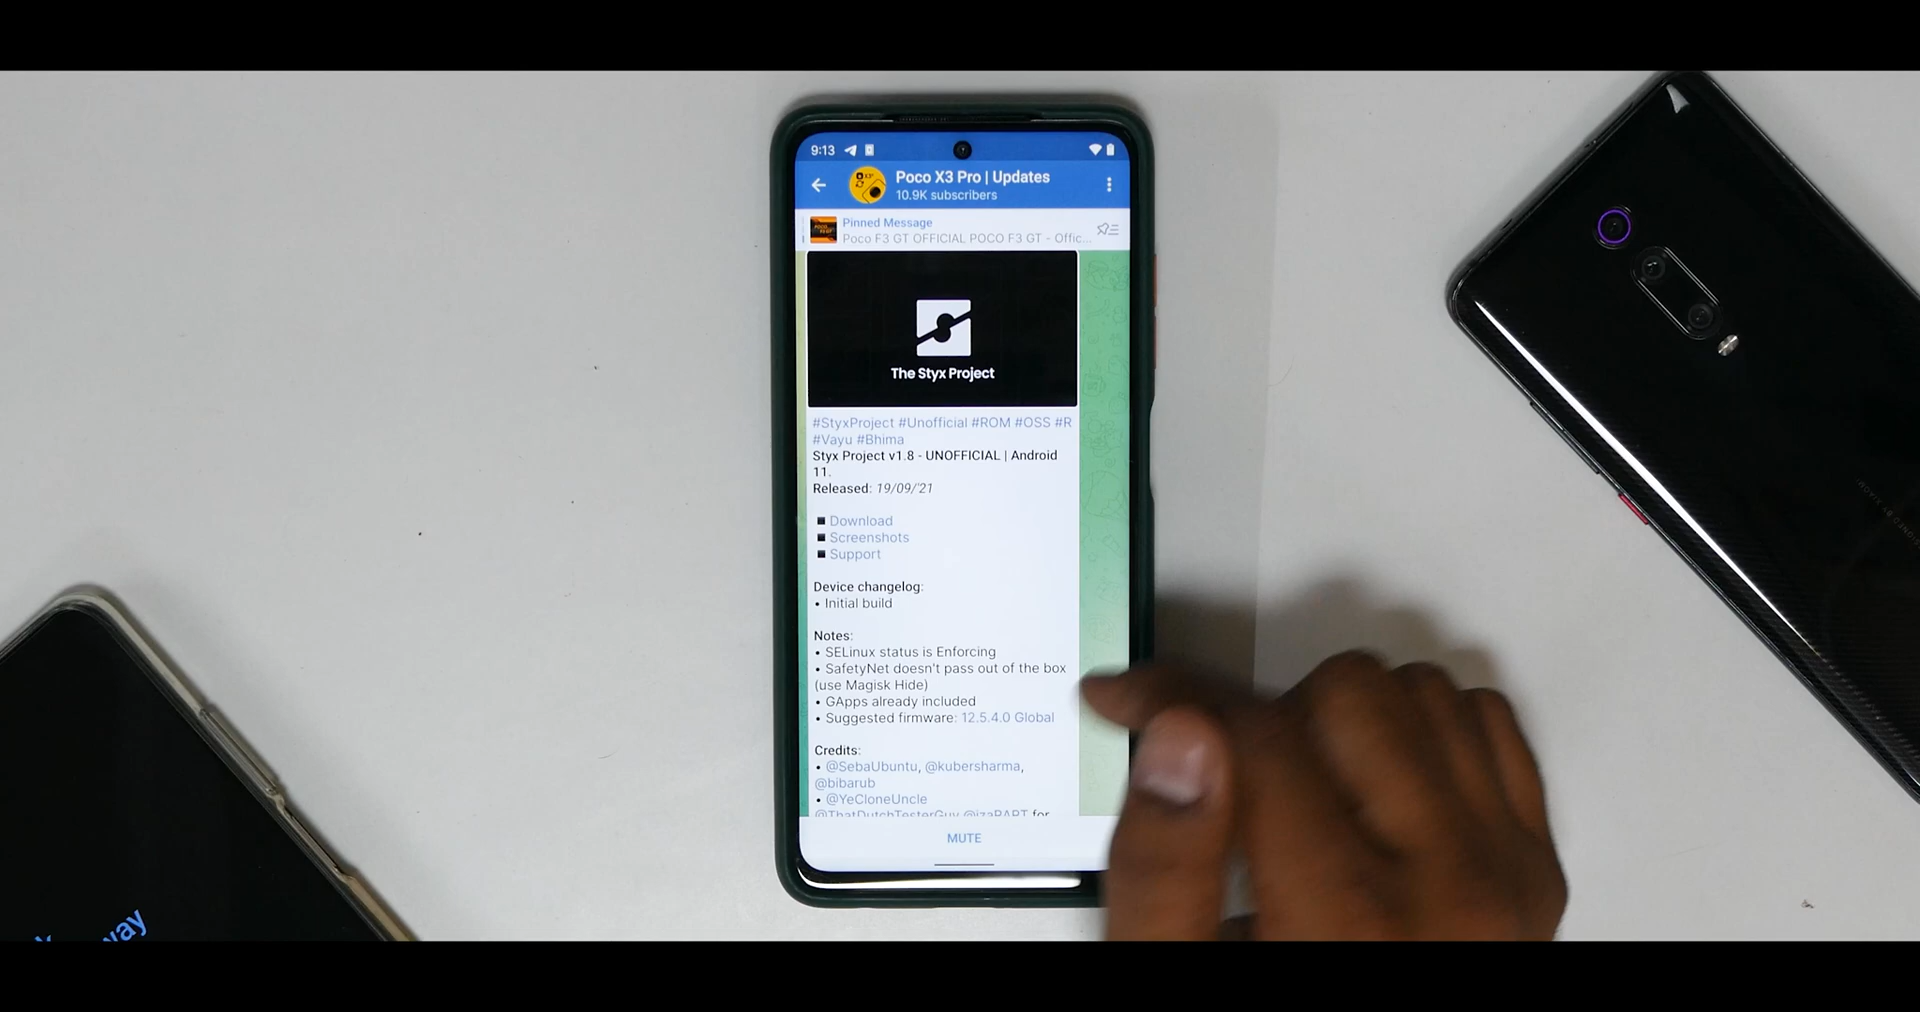 9:13
Poco X3 Pro | Updates
10.9K subscribers
Pinned Message
Poco F3 GT OFFICIAL POCO F3 GT - Offic...
The Styx Project
#StyxProject #Unofficial #ROM #OSS #R
#Vayu #Bhima
Styx Project v1.8 - UNOFFICIAL | Android
11.
Released: 19/09/'21
Download
Screenshots
Support
Device changelog:
• Initial build
Notes:
• SELinux status is Enforcing
• SafetyNet doesn't pass out of the box
(use Magisk Hide)
• GApps already included
• Suggested firmware: 12.5.4.0 Global
Credits:
• @SebaUbuntu, @kubersharma,
@bibarub
• @YeCloneUncle
@ThatDutchTesterGuy @izaPAPT for
MUTE